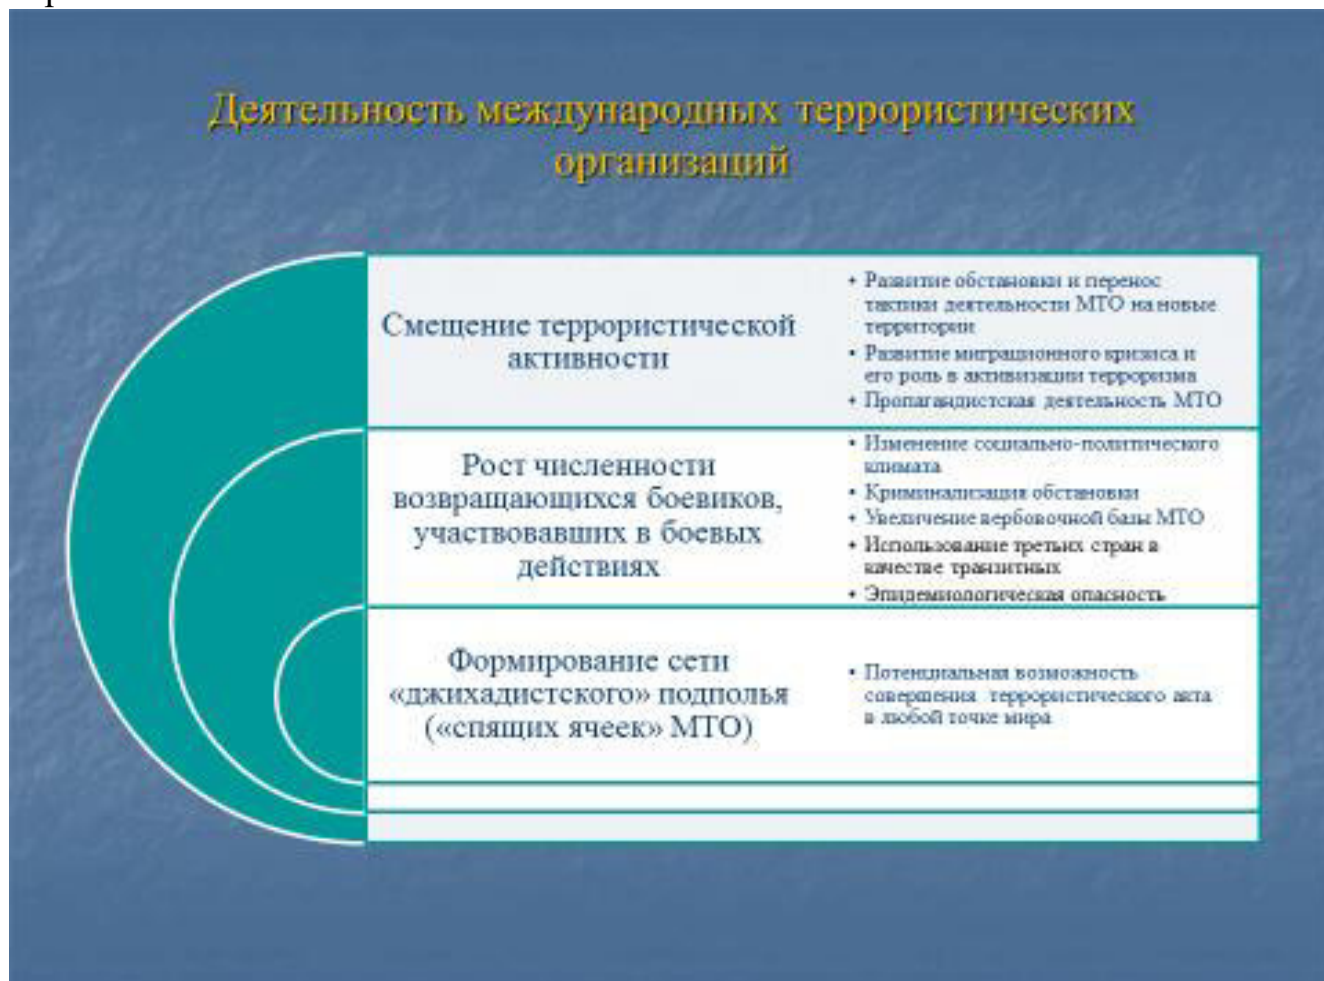 Деятельность международных террористических
организаций
Смещение террористической
активности
• Развитие обстановки и перенос
тактики деятельности МТО на новые
территории
• Развитие миграционного кризиса и
его роль в активизации терроризма
• Пропагандистская деятельность МТО
Рост численности
возвращающихся боевиков,
участвовавших в боевых
действиях
• Изменение социально-политического
климата
• Криминализация обстановки
• Увеличение вербовочной базы МТО
• Использование третьих стран в
качестве транзитных
• Эпидемиологическая опасность
Формирование сети
«джихадистского» подполья
(«спящих ячеек» МТО)
• Потенциальная возможность
совершения террористического акта
в любой точке мира